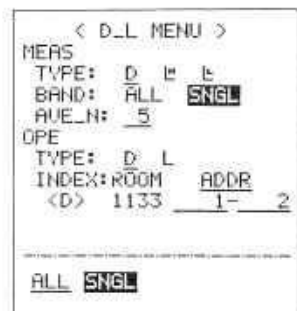 < D_L MENU >
MEAS
TYPE: D
BAND: ALL SNGL
AVE_N: 5
OPE
TYPE: D L
INDEX: ROOM ADDR
<D> 1133 1- 2
ALL SNGL